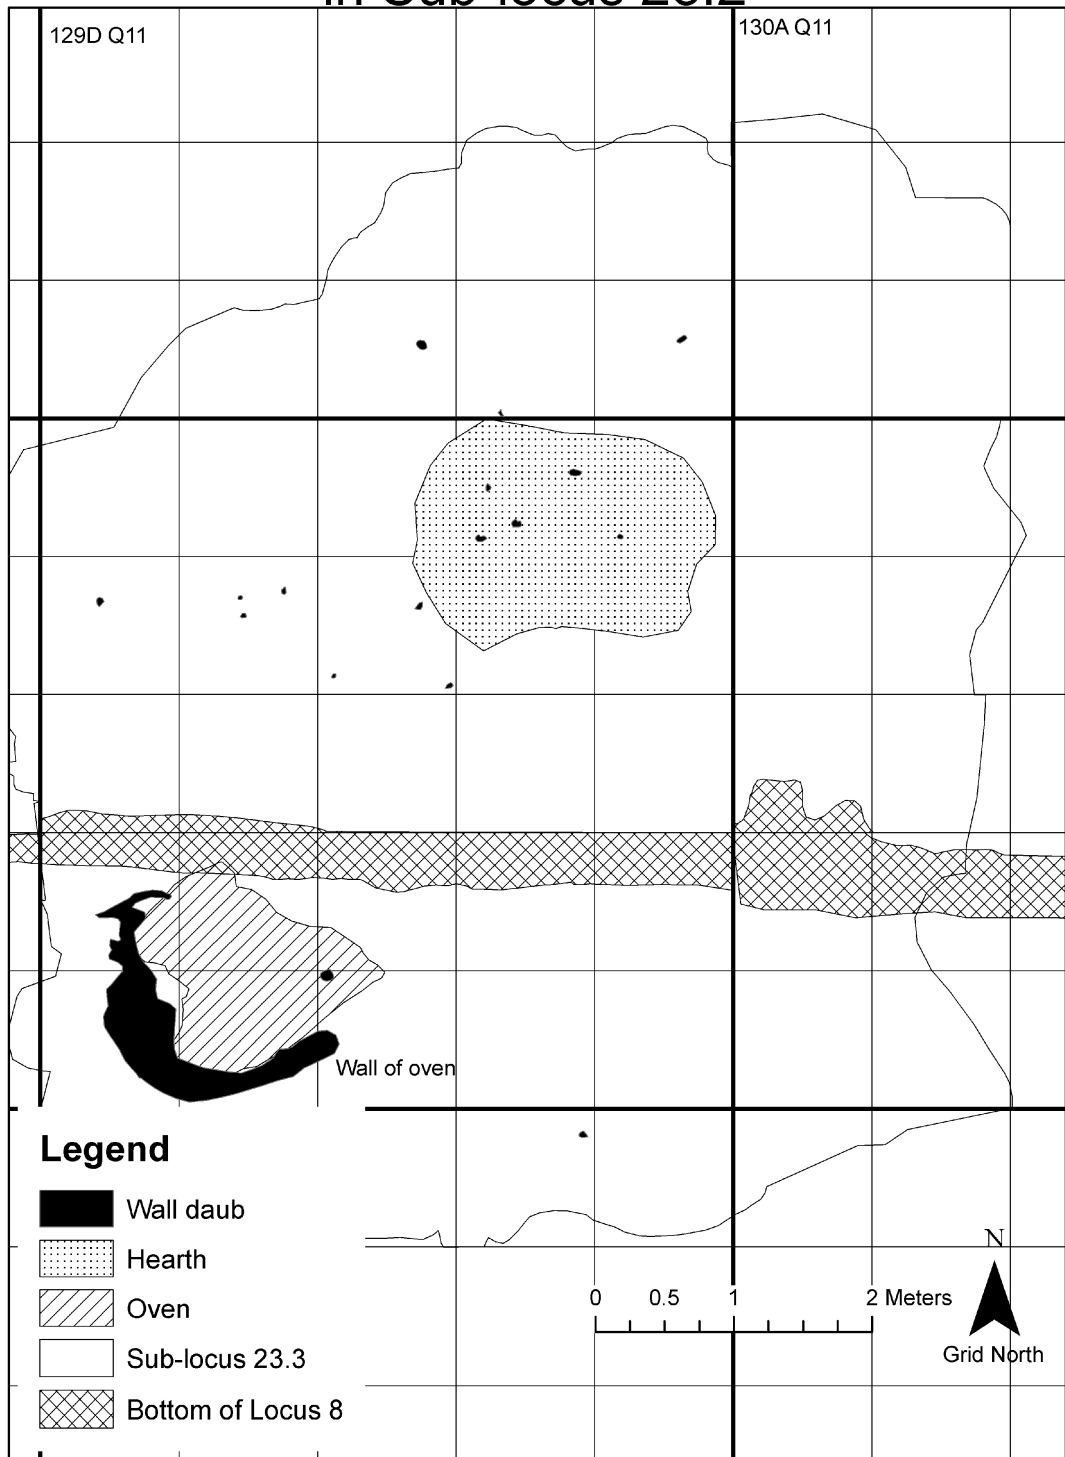 129D Q11
130A Q11
Wall of oven
Legend
Wall daub
Hearth
Oven
Sub-locus 23.3
Bottom of Locus 8
0 0.5 1 2 Meters
N
Grid North